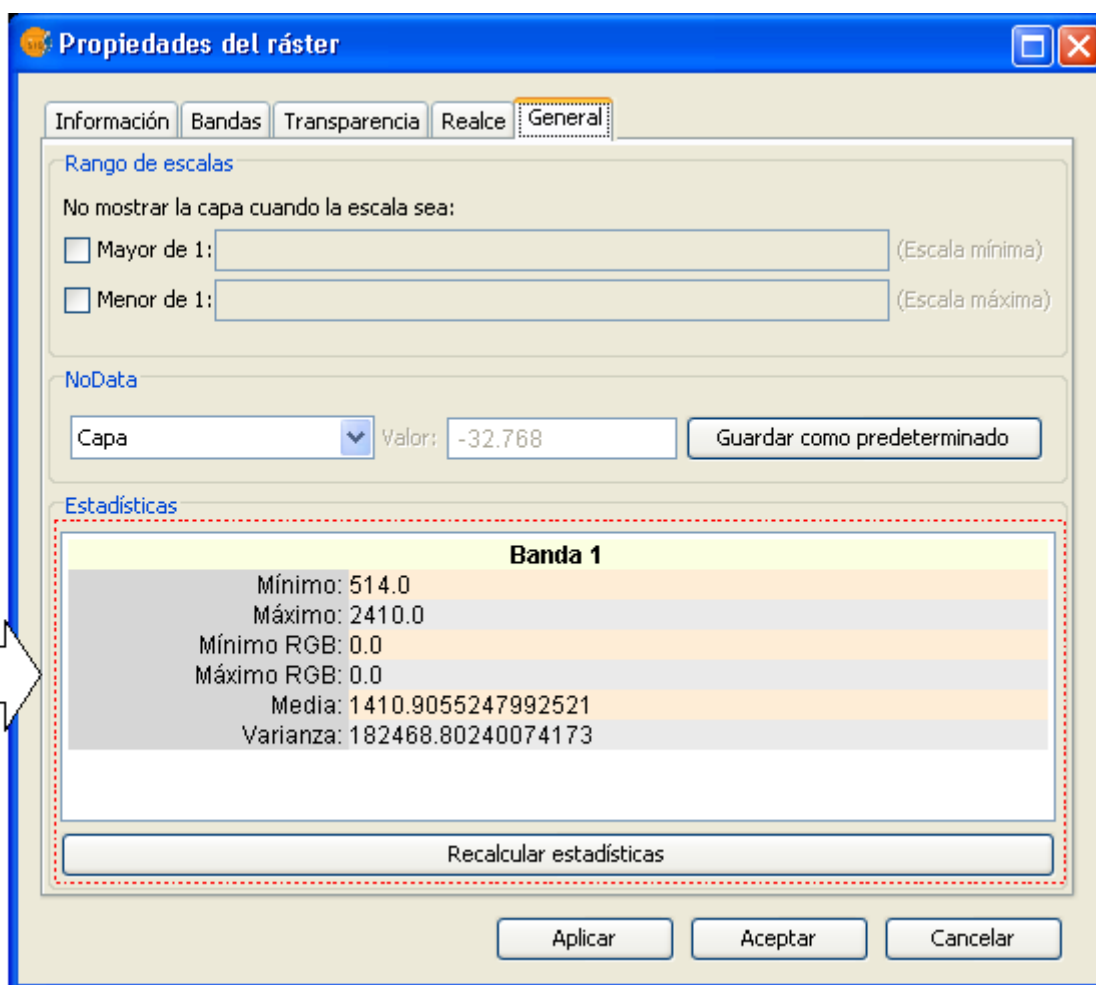 Propiedades del ráster
Información Bandas Transparencia Realce General
Rango de escalas
No mostrar la capa cuando la escala sea:
Mayor de 1: (Escala mínima)
Menor de 1: (Escala máxima)
NoData
Capa Valor: -32.768 Guardar como predeterminado
Estadísticas
Banda 1
Mínimo: 514.0
Máximo: 2410.0
Mínimo RGB: 0.0
Máximo RGB: 0.0
Media: 1410.9055247992521
Varianza: 182468.80240074173
Recalcular estadísticas
Aplicar Aceptar Cancelar